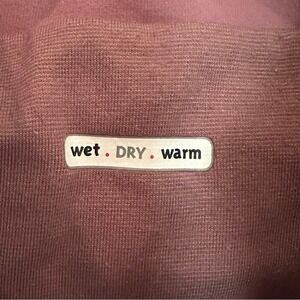 wet . DRY . warm